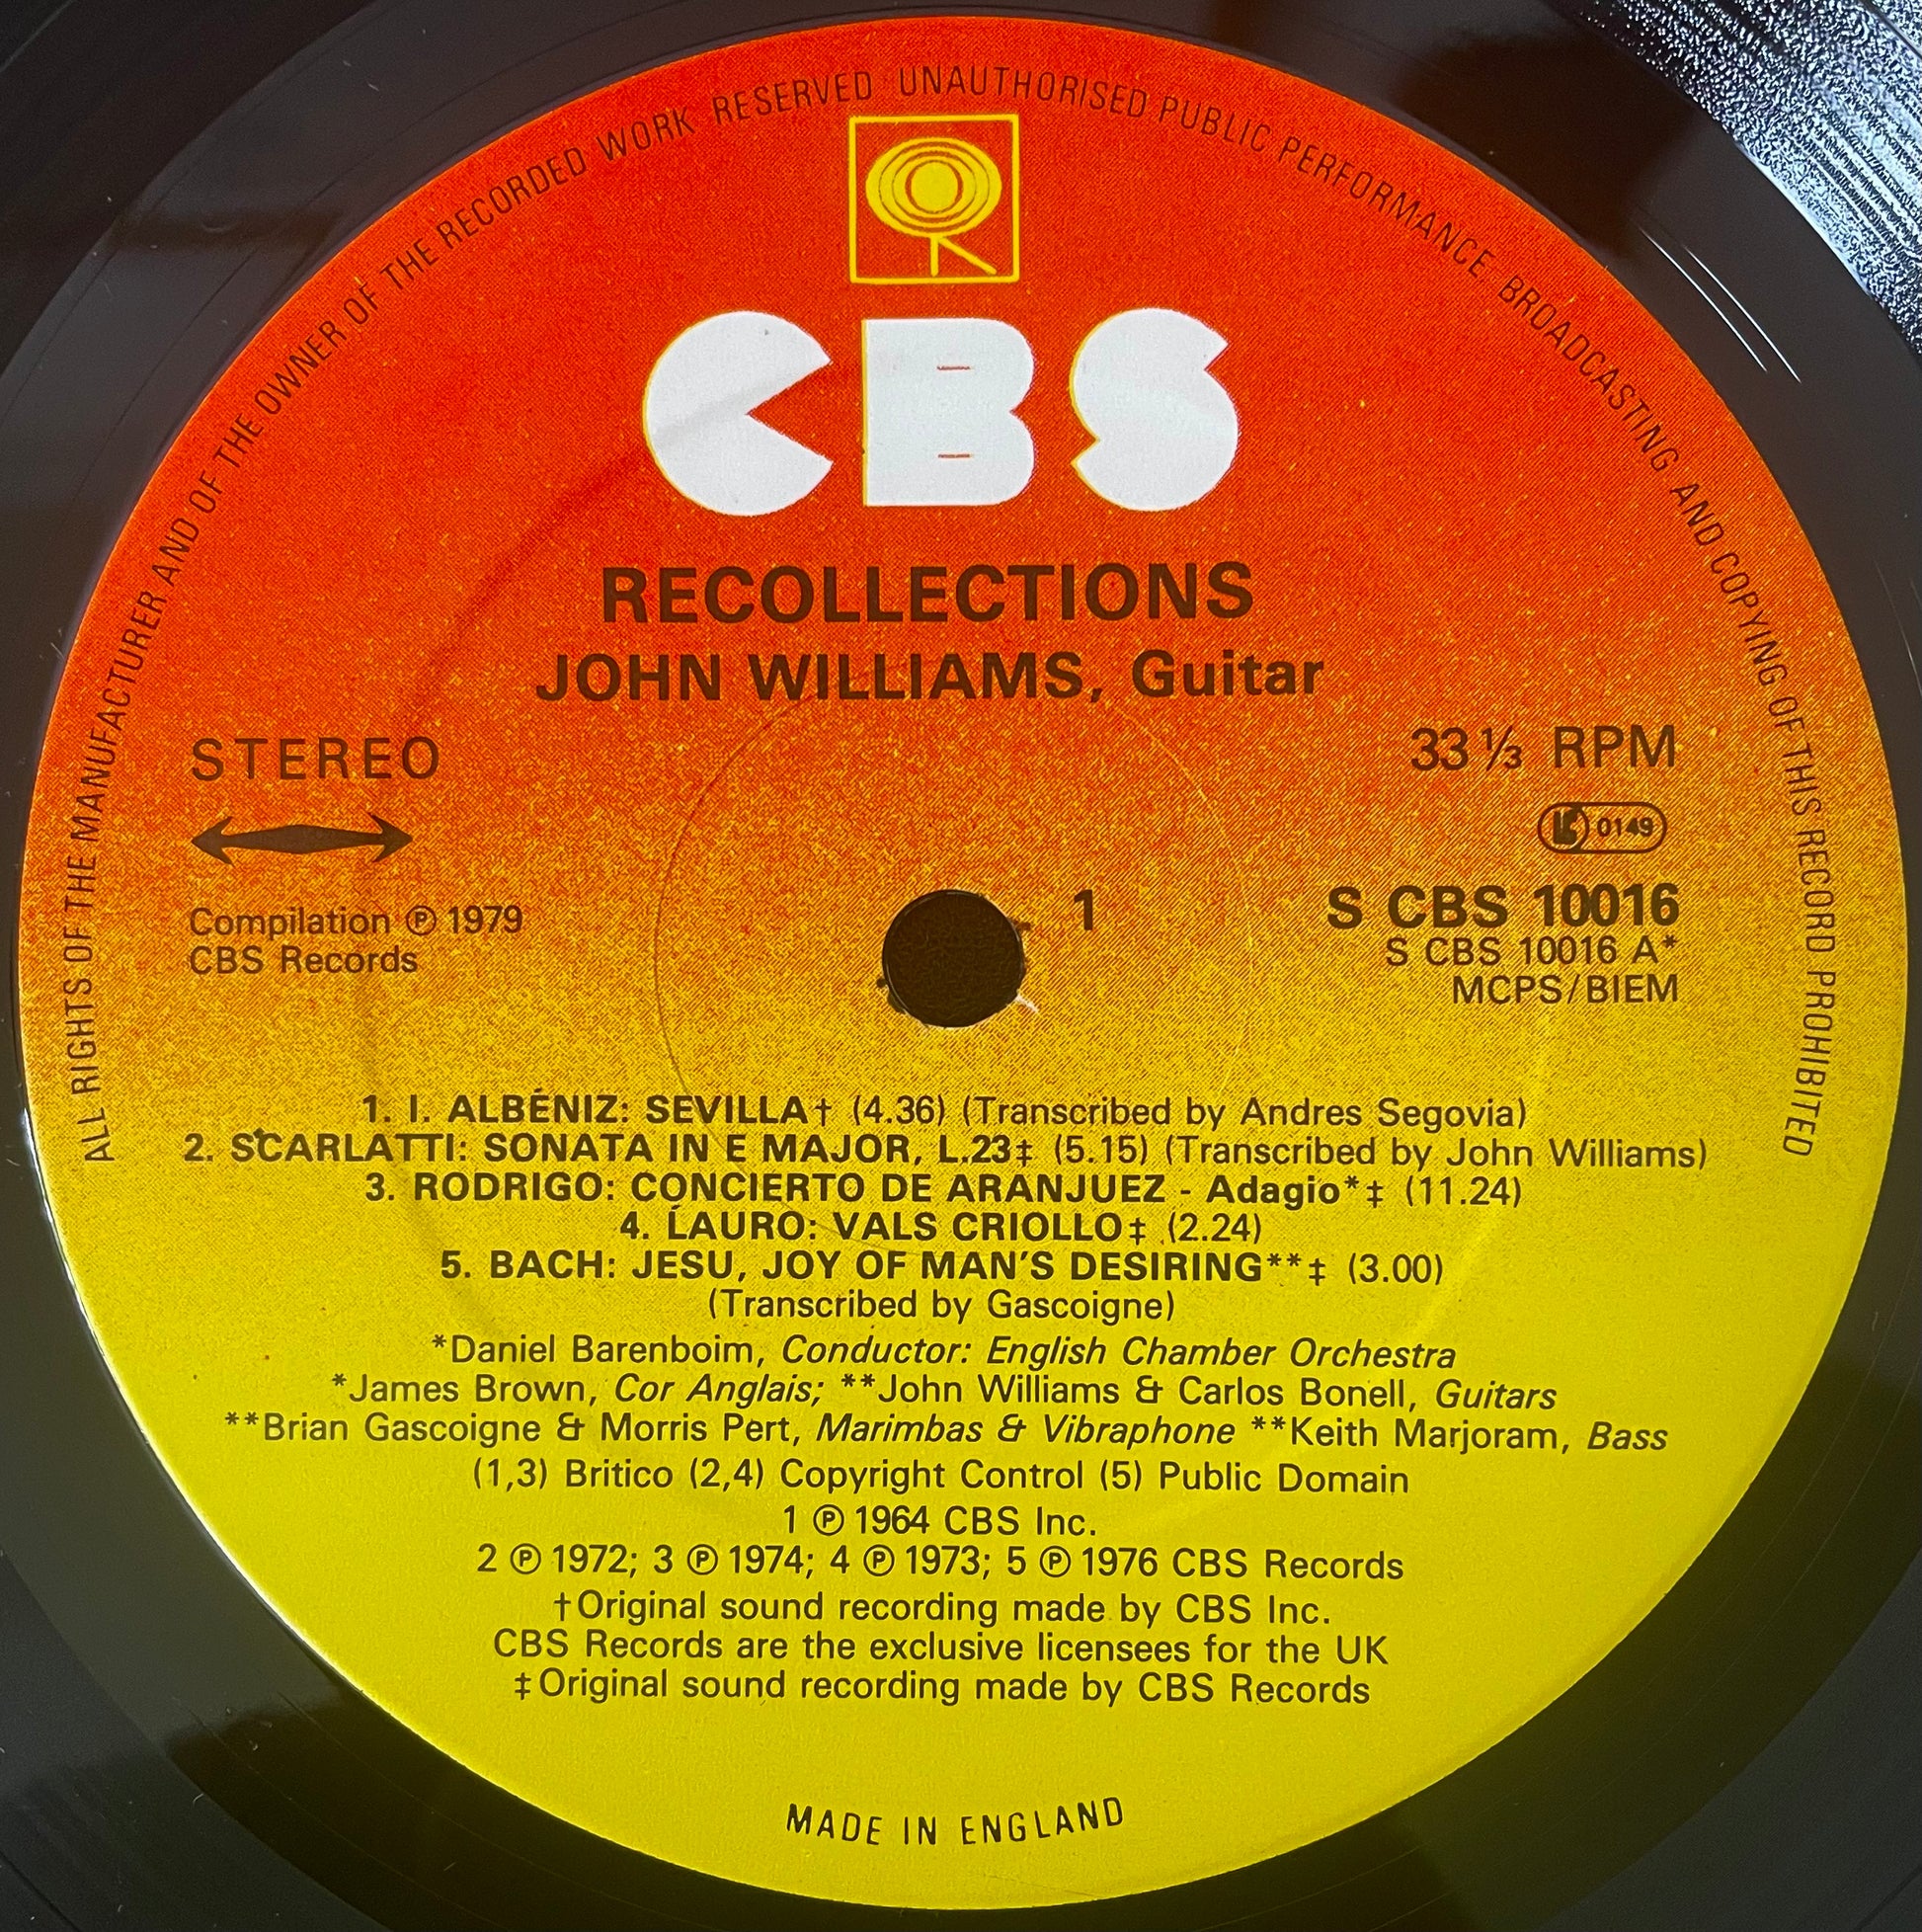 ALL RIGHTS OF THE MANUFACTURER AND OF THE OWNER OF THE RECORDED WORK RESERVED UNAUTHORISED PUBLIC PERFORMANCE. BROADCASTING AND COPYING OF THIS RECORD PROHIBITED
CBS
RECOLLECTIONS
JOHN WILLIAMS, Guitar
STEREO
33⅓ RPM
LC 0149
Compilation ℗ 1979
CBS Records
1
S CBS 10016
S CBS 10016 A*
MCPS/BIEM
1. I. ALBÉNIZ: SEVILLA† (4.36) (Transcribed by Andres Segovia)
2. SCARLATTI: SONATA IN E MAJOR, L.23‡ (5.15) (Transcribed by John Williams)
3. RODRIGO: CONCIERTO DE ARANJUEZ - Adagio*‡ (11.24)
4. LAURO: VALS CRIOLLO‡ (2.24)
5. BACH: JESU, JOY OF MAN'S DESIRING**‡ (3.00)
(Transcribed by Gascoigne)
*Daniel Barenboim, Conductor: English Chamber Orchestra
*James Brown, Cor Anglais; **John Williams & Carlos Bonell, Guitars
**Brian Gascoigne & Morris Pert, Marimbas & Vibraphone **Keith Marjoram, Bass
(1,3) Britico (2,4) Copyright Control (5) Public Domain
1 ℗ 1964 CBS Inc.
2 ℗ 1972; 3 ℗ 1974; 4 ℗ 1973; 5 ℗ 1976 CBS Records
†Original sound recording made by CBS Inc.
CBS Records are the exclusive licensees for the UK
‡Original sound recording made by CBS Records
MADE IN ENGLAND